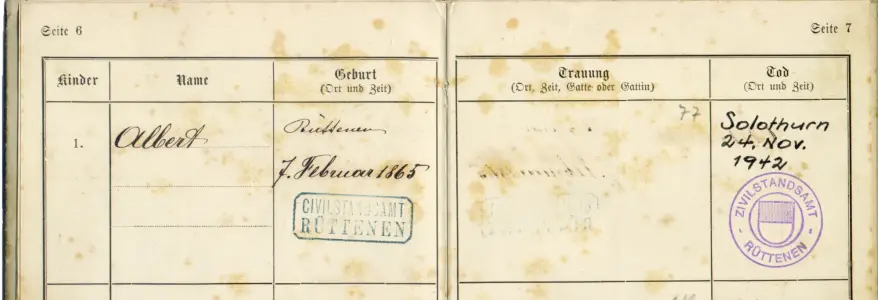 Seite 6
Seite 7
Kinder
Name
Geburt
(Ort und Zeit)
Trauung
(Ort, Zeit, Gatte oder Gattin)
Tod
(Ort und Zeit)
1.
Albert
Rüttenen
7. Februar 1865
CIVILSTANDSAMT
RÜTTENEN
77
Solothurn
24. Nov.
1942
ZIVILSTANDSAMT
RÜTTENEN